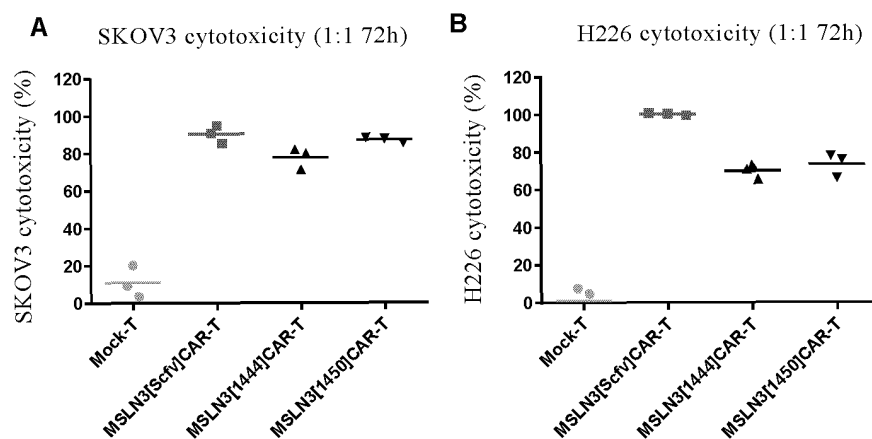 A
SKOV3 cytotoxicity (1:1 72h)
SKOV3 cytotoxicity (%)
120
100
80
60
40
20
0
Mock-T
MSLN3[Scfv]CAR-T
MSLN3[1444]CAR-T
MSLN3[1450]CAR-T
B
H226 cytotoxicity (1:1 72h)
H226 cytotoxicity (%)
120
100
80
60
40
20
0
Mock-T
MSLN3[Scfv]CAR-T
MSLN3[1444]CAR-T
MSLN3[1450]CAR-T